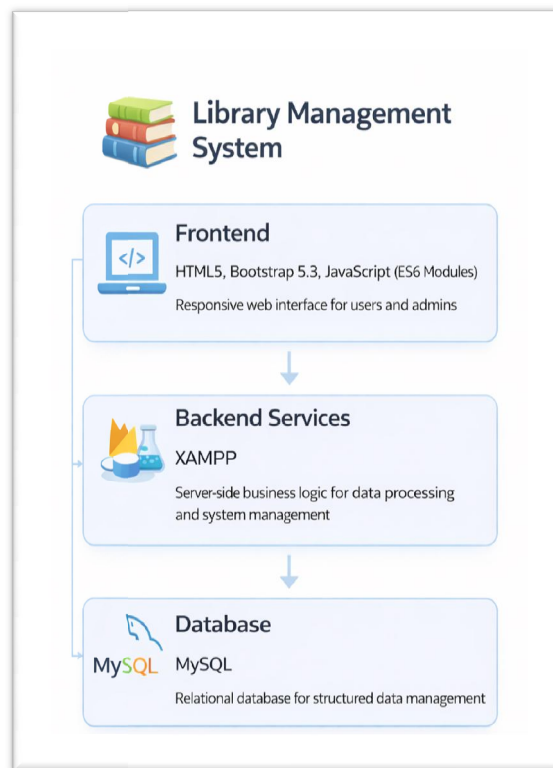 Library Management
System
Frontend
</>
HTML5, Bootstrap 5.3, JavaScript (ES6 Modules)
Responsive web interface for users and admins
Backend Services
XAMPP
Server-side business logic for data processing
and system management
Database
MySQL MySQL
Relational database for structured data management